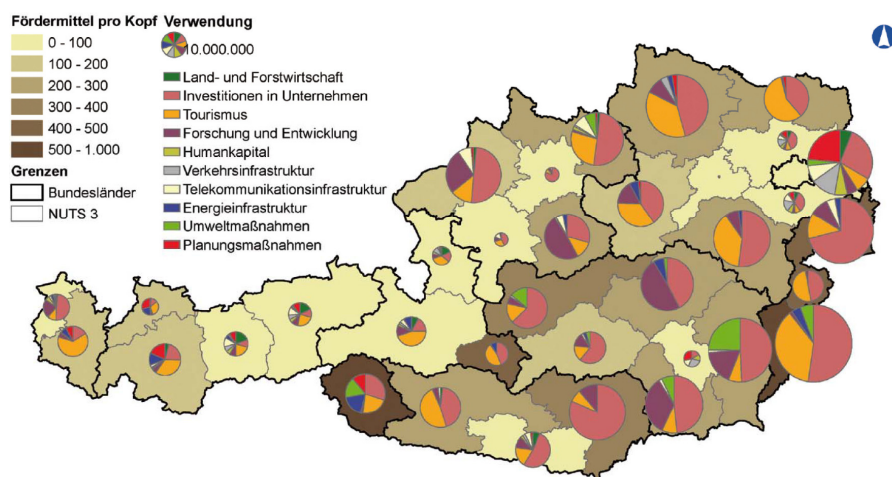 Fördermittel pro Kopf
0 - 100
100 - 200
200 - 300
300 - 400
400 - 500
500 - 1.000
Grenzen
Bundesländer
NUTS 3
Verwendung
10.000.000
Land- und Forstwirtschaft
Investitionen in Unternehmen
Tourismus
Forschung und Entwicklung
Humankapital
Verkehrsinfrastruktur
Telekommunikationsinfrastruktur
Energieinfrastruktur
Umweltmaßnahmen
Planungsmaßnahmen